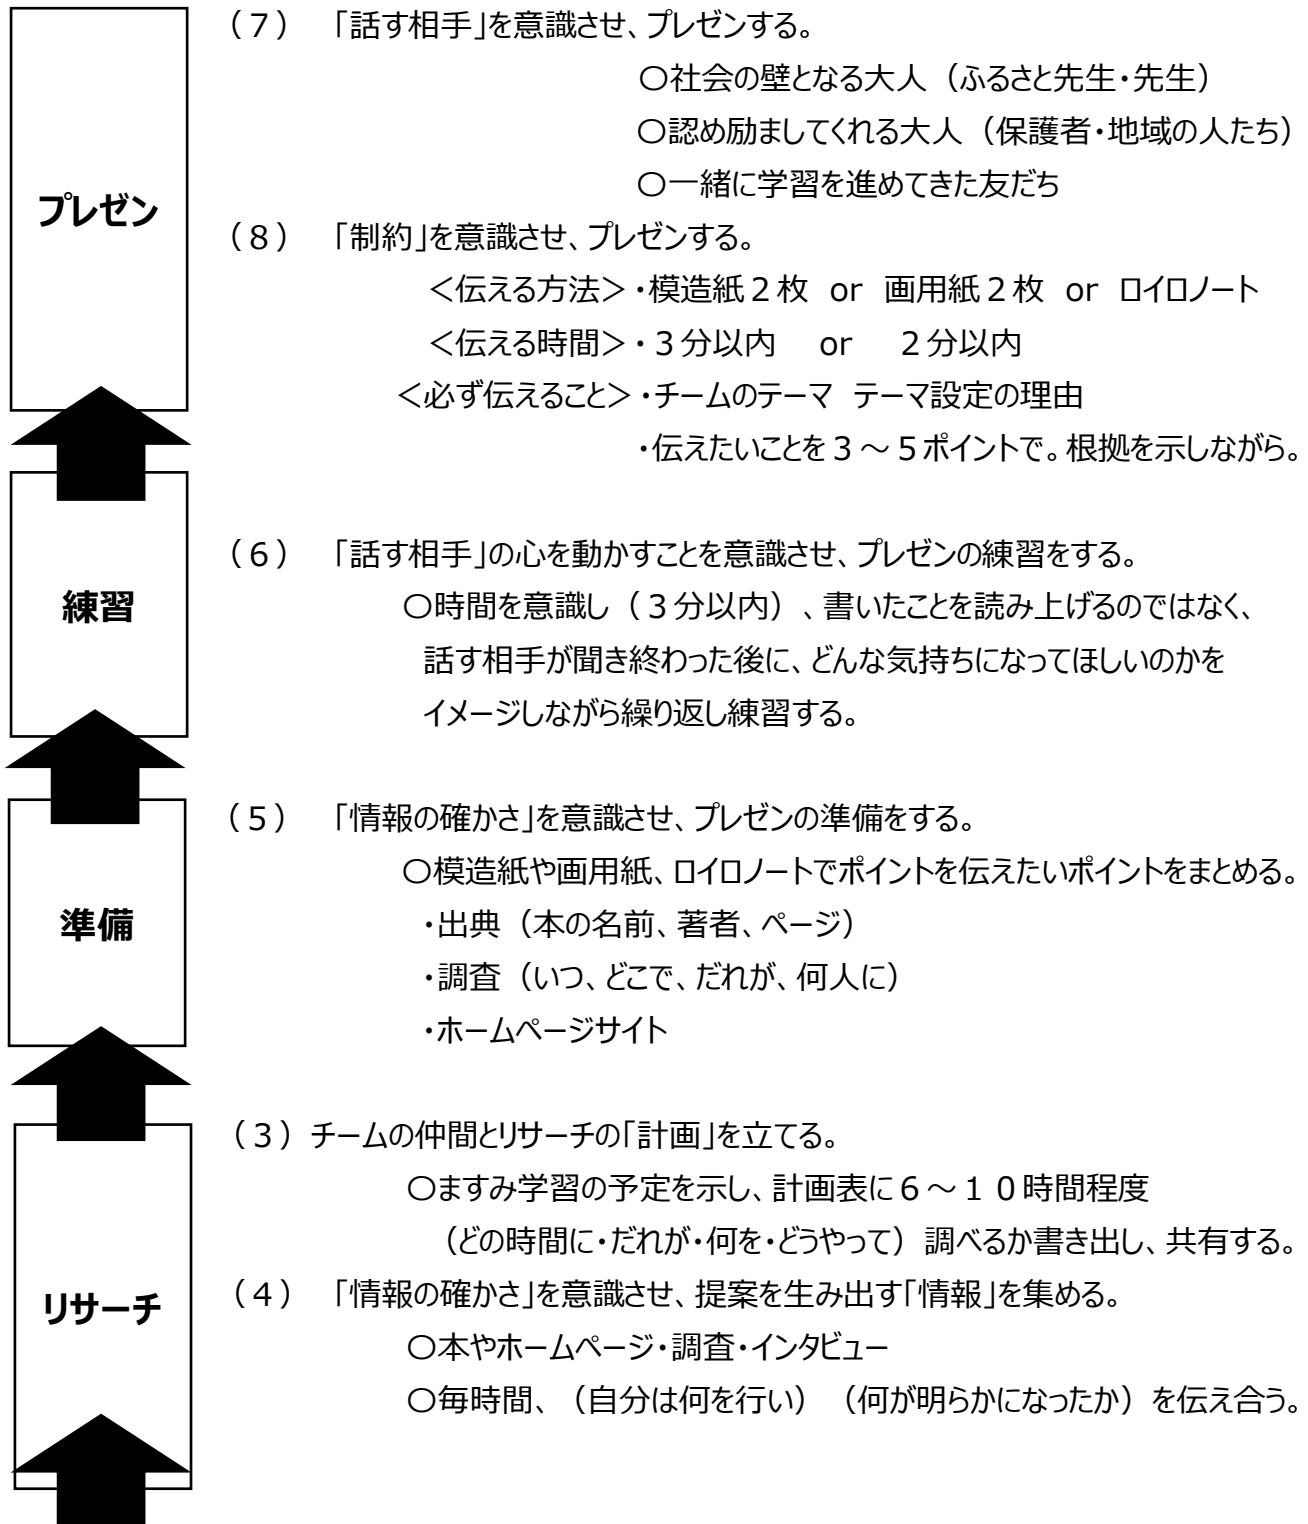 プレゼン
（７）　「話す相手」を意識させ、プレゼンする。
〇社会の壁となる大人（ふるさと先生・先生）
〇認め励ましてくれる大人（保護者・地域の人たち）
〇一緒に学習を進めてきた友だち
（８）　「制約」を意識させ、プレゼンする。
＜伝える方法＞・模造紙２枚 or 画用紙２枚 or ロイロノート
＜伝える時間＞・３分以内　or　２分以内
＜必ず伝えること＞・チームのテーマ テーマ設定の理由
・伝えたいことを３～５ポイントで。根拠を示しながら。
練習
（６）　「話す相手」の心を動かすことを意識させ、プレゼンの練習をする。
〇時間を意識し（３分以内）、書いたことを読み上げるのではなく、
話す相手が聞き終わった後に、どんな気持ちになってほしいのかを
イメージしながら繰り返し練習する。
準備
（５）　「情報の確かさ」を意識させ、プレゼンの準備をする。
〇模造紙や画用紙、ロイロノートでポイントを伝えたいポイントをまとめる。
・出典（本の名前、著者、ページ）
・調査（いつ、どこで、だれが、何人に）
・ホームページサイト
リサーチ
（３）チームの仲間とリサーチの「計画」を立てる。
〇ますみ学習の予定を示し、計画表に６～１０時間程度
（どの時間に・だれが・何を・どうやって）調べるか書き出し、共有する。
（４）　「情報の確かさ」を意識させ、提案を生み出す「情報」を集める。
〇本やホームページ・調査・インタビュー
〇毎時間、（自分は何を行い）（何が明らかになったか）を伝え合う。